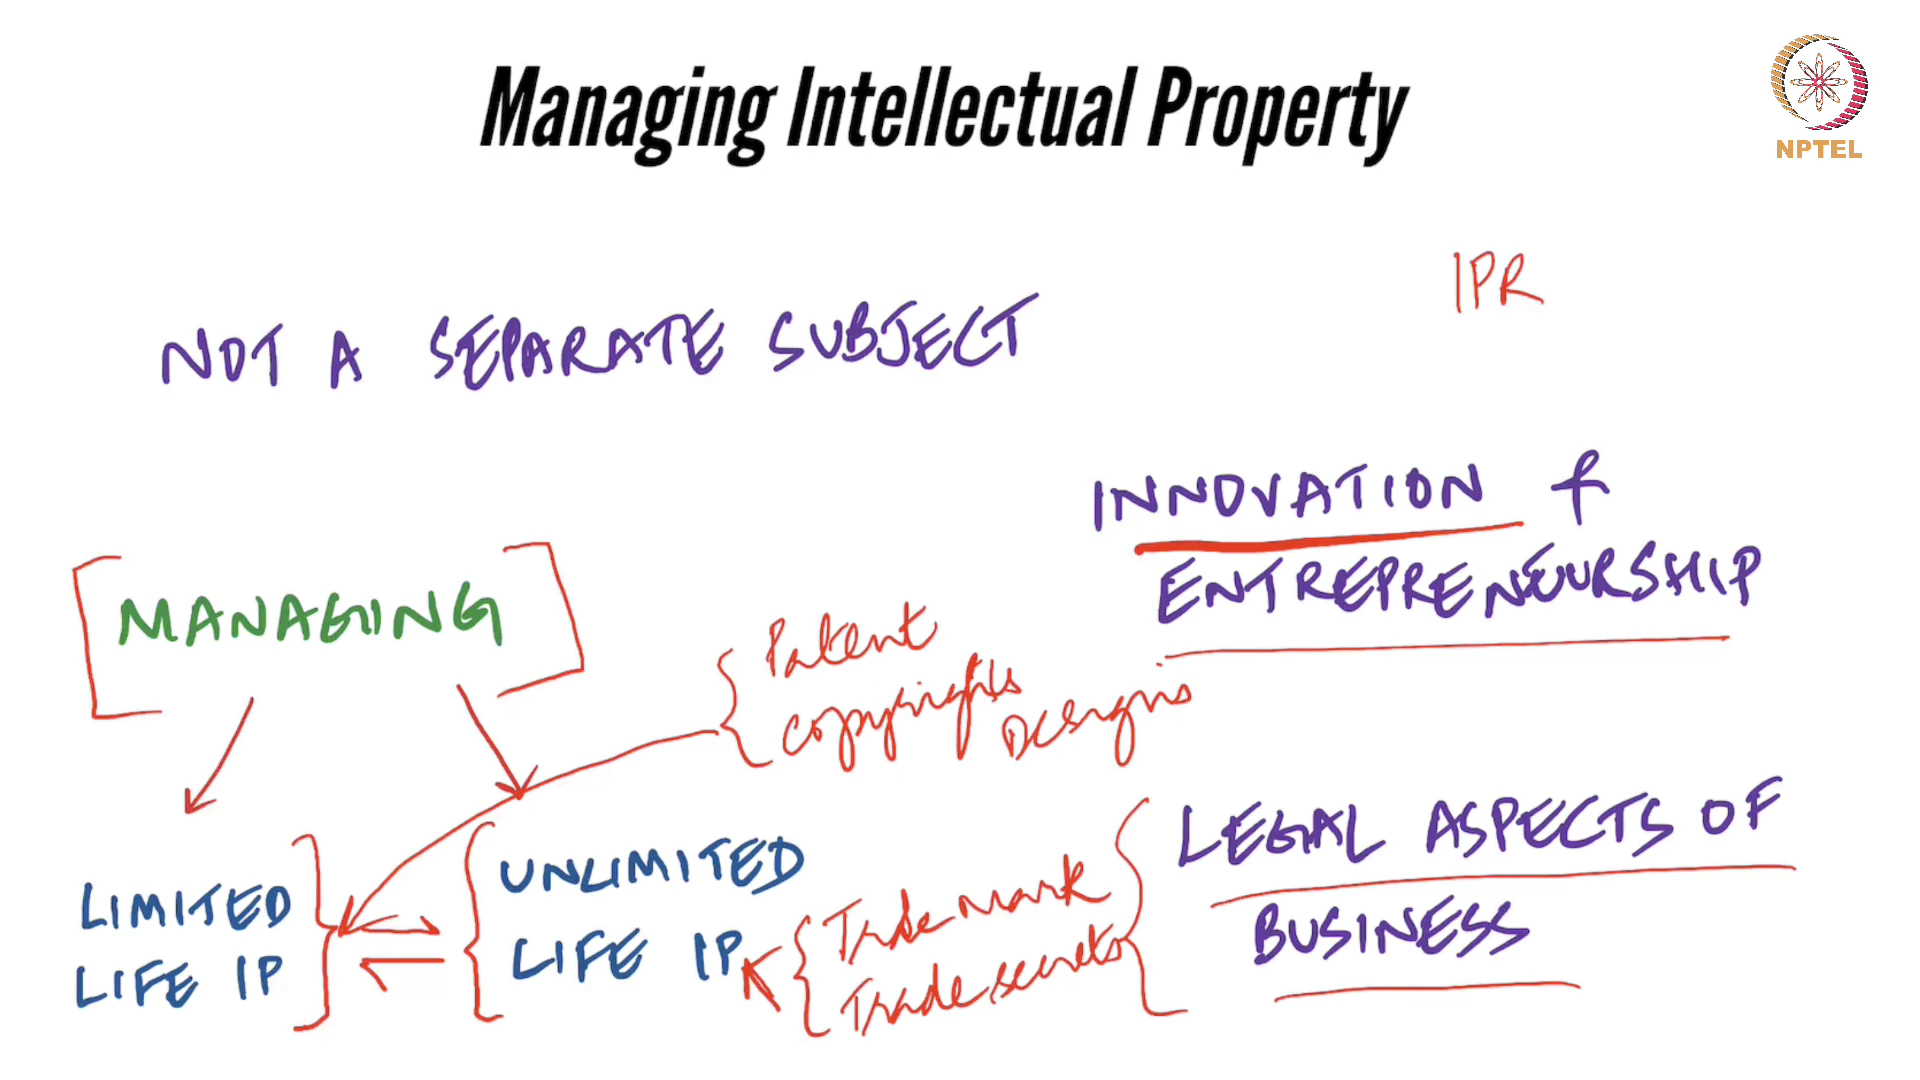 Managing Intellectual Property
NPTEL
IPR
NOT A SEPARATE SUBJECT
INNOVATION &
ENTREPRENEURSHIP
MANAGING
Patent
Copyrights
Designs
LEGAL ASPECTS OF
BUSINESS
UNLIMITED
LIFE IP
LIMITED
LIFE IP
Trademark
Trade secrets